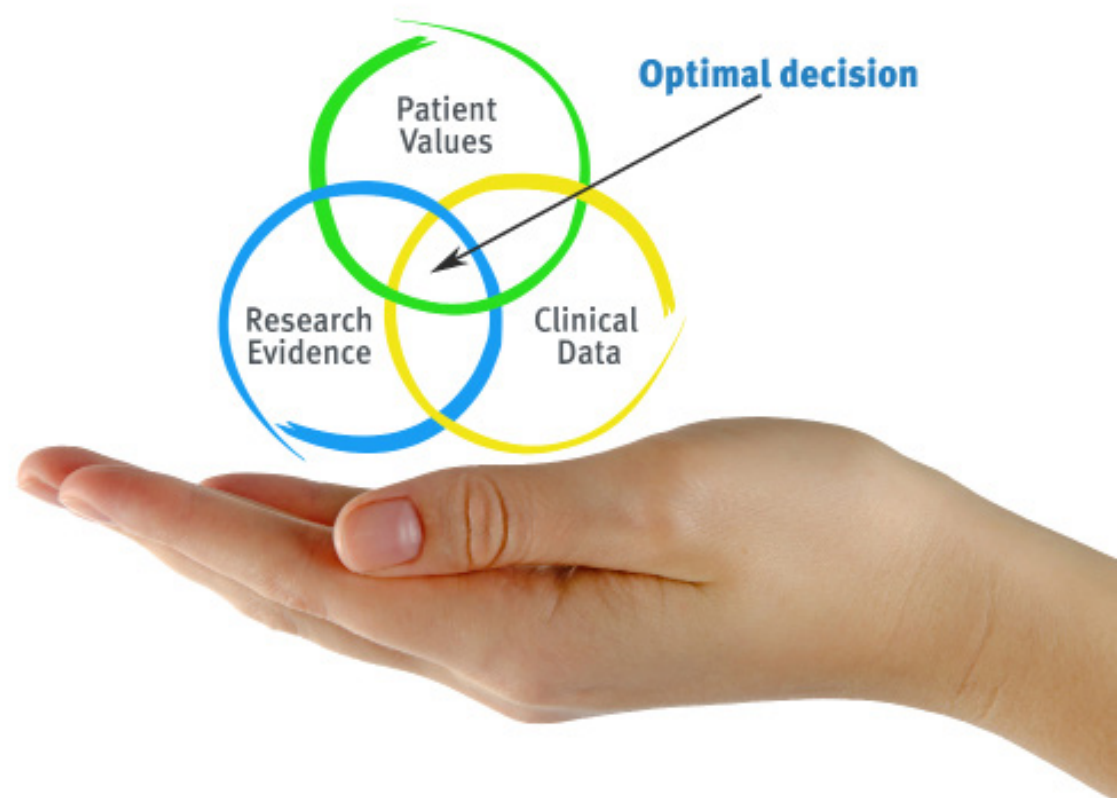 Optimal decision
Patient
Values
Research
Evidence
Clinical
Data